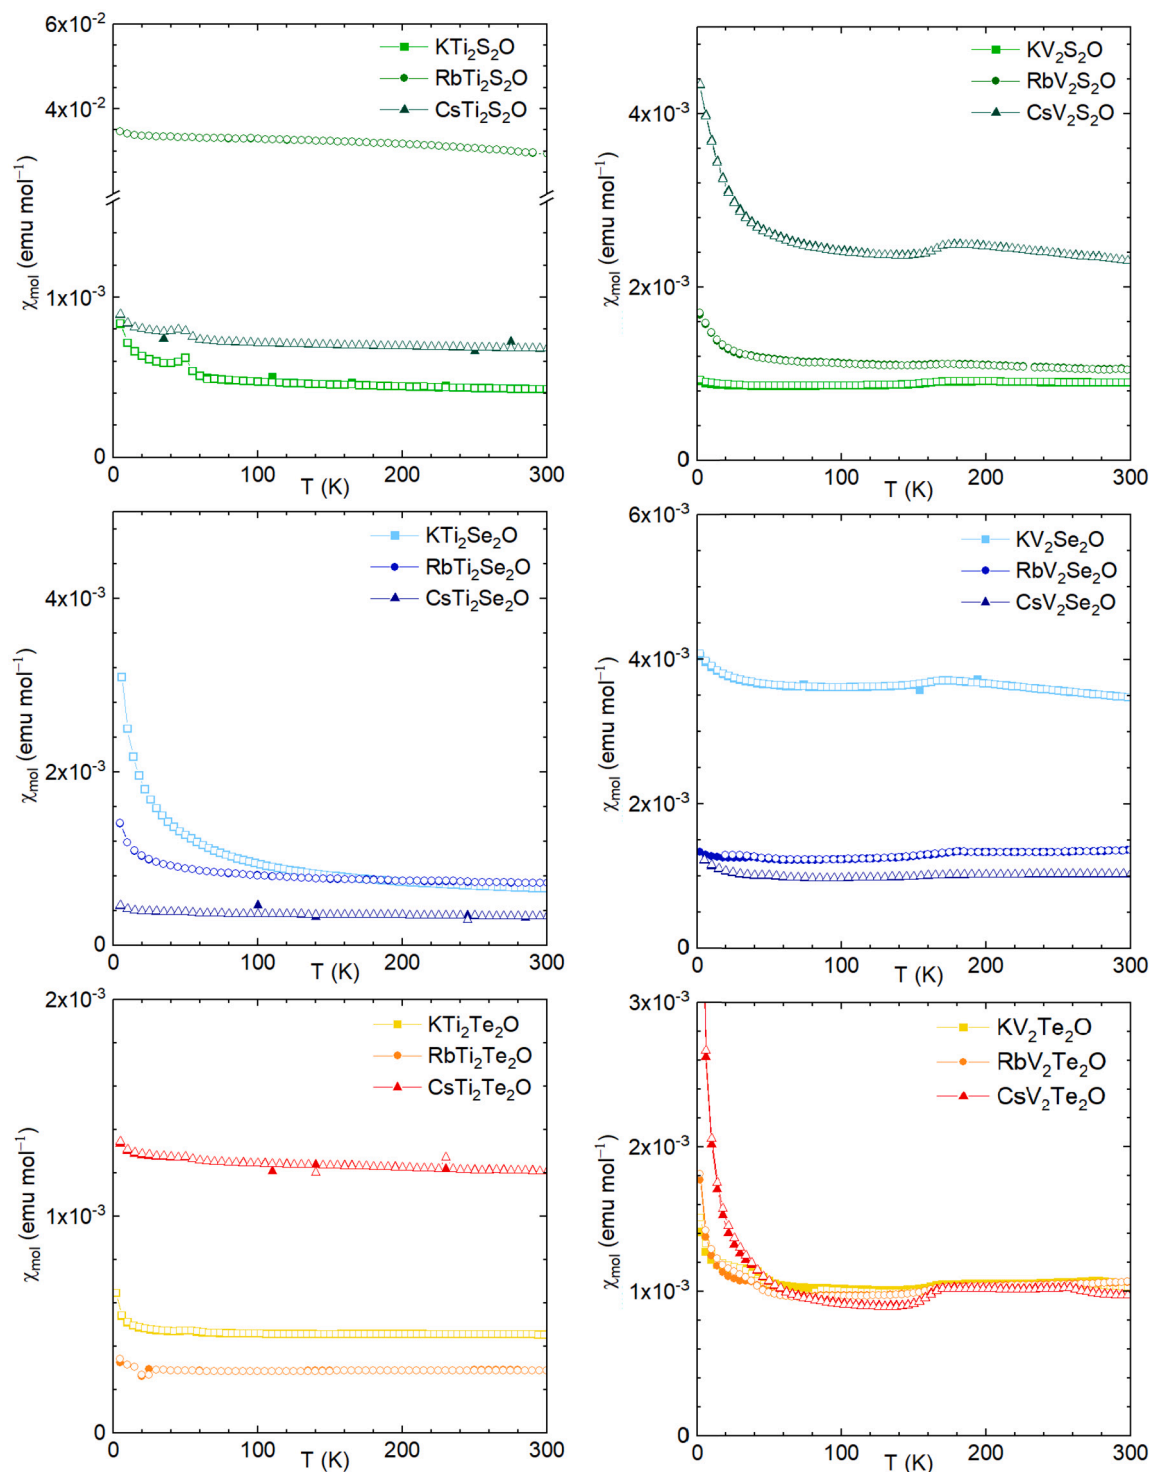 6x10⁻²
KTi₂S₂O
RbTi₂S₂O
CsTi₂S₂O
4x10⁻²
χₘₒₗ (emu mol⁻¹)
1x10⁻³
0
0 100 200 300
T (K)
KV₂S₂O
RbV₂S₂O
CsV₂S₂O
4x10⁻³
χₘₒₗ (emu mol⁻¹)
2x10⁻³
0
0 100 200 300
T (K)
KTi₂Se₂O
RbTi₂Se₂O
CsTi₂Se₂O
4x10⁻³
χₘₒₗ (emu mol⁻¹)
2x10⁻³
0
0 100 200 300
T (K)
6x10⁻³
KV₂Se₂O
RbV₂Se₂O
CsV₂Se₂O
4x10⁻³
χₘₒₗ (emu mol⁻¹)
2x10⁻³
0
0 100 200 300
T (K)
2x10⁻³
KTi₂Te₂O
RbTi₂Te₂O
CsTi₂Te₂O
χₘₒₗ (emu mol⁻¹)
1x10⁻³
0
0 100 200 300
T (K)
3x10⁻³
KV₂Te₂O
RbV₂Te₂O
CsV₂Te₂O
2x10⁻³
χₘₒₗ (emu mol⁻¹)
1x10⁻³
0
0 100 200 300
T (K)